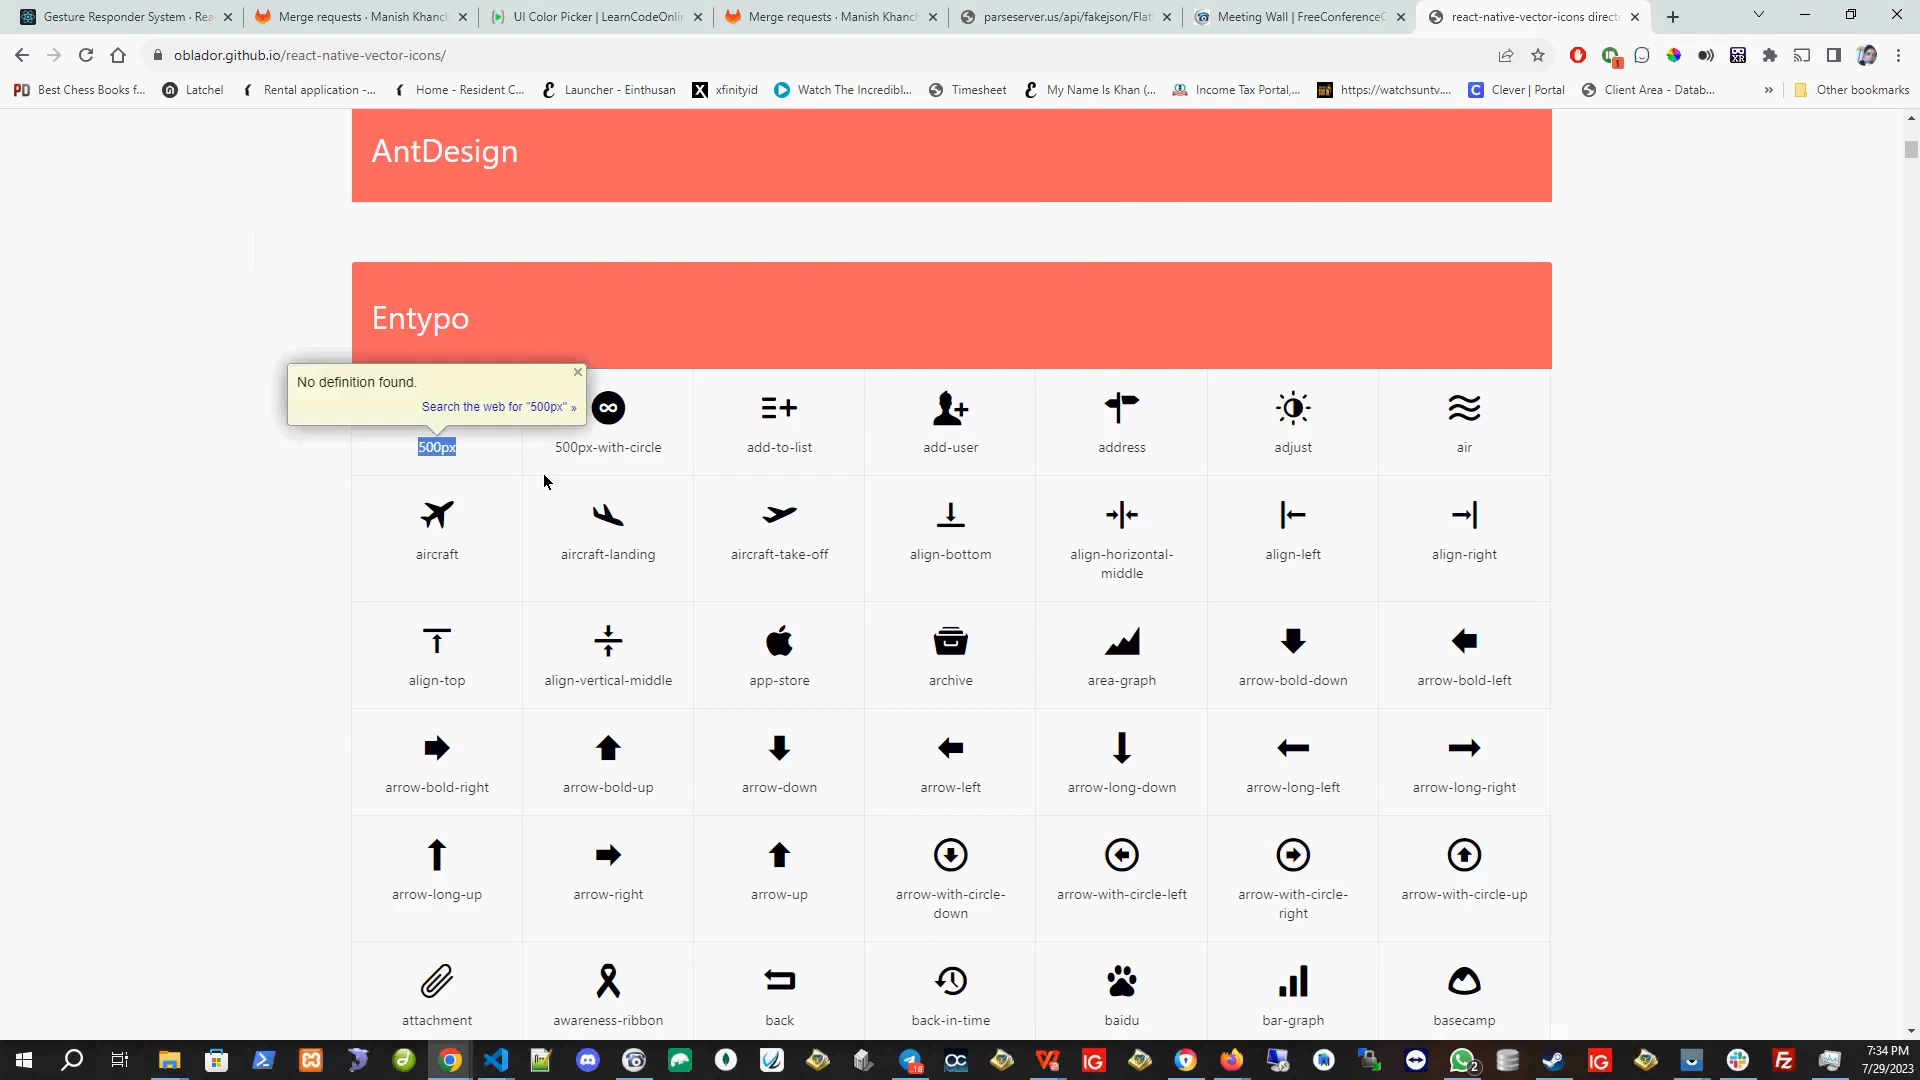 Gesture Responder System · Rea
Merge requests · Manish Khanch
UI Color Picker | LearnCodeOnlin
Merge requests · Manish Khanch
parseserver.us/api/fakejson/Flat
Meeting Wall | FreeConferenceC
react-native-vector-icons direct
oblador.github.io/react-native-vector-icons/
Best Chess Books f...
Latchel
Rental application -...
Home - Resident C...
Launcher - Einthusan
xfinityid
Watch The Incredibl...
Timesheet
My Name Is Khan (...
Income Tax Portal,...
https://watchsuntv....
Clever | Portal
Client Area - Datab...
»
Other bookmarks
AntDesign
Entypo
No definition found.
Search the web for "500px" »
500px
500px-with-circle
add-to-list
add-user
address
adjust
air
aircraft
aircraft-landing
aircraft-take-off
align-bottom
align-horizontal-
middle
align-left
align-right
align-top
align-vertical-middle
app-store
archive
area-graph
arrow-bold-down
arrow-bold-left
arrow-bold-right
arrow-bold-up
arrow-down
arrow-left
arrow-long-down
arrow-long-left
arrow-long-right
arrow-long-up
arrow-right
arrow-up
arrow-with-circle-
down
arrow-with-circle-left
arrow-with-circle-
right
arrow-with-circle-up
attachment
awareness-ribbon
back
back-in-time
baidu
bar-graph
basecamp
7:34 PM
7/29/2023